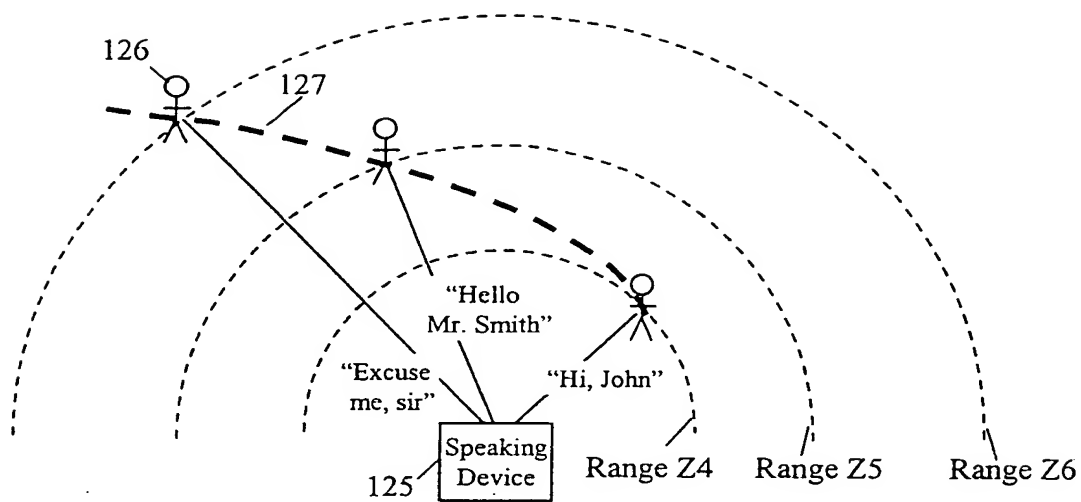 126
127
“Hello
Mr. Smith”
“Excuse
me, sir”
“Hi, John”
Speaking
Device
125
Range Z4
Range Z5
Range Z6